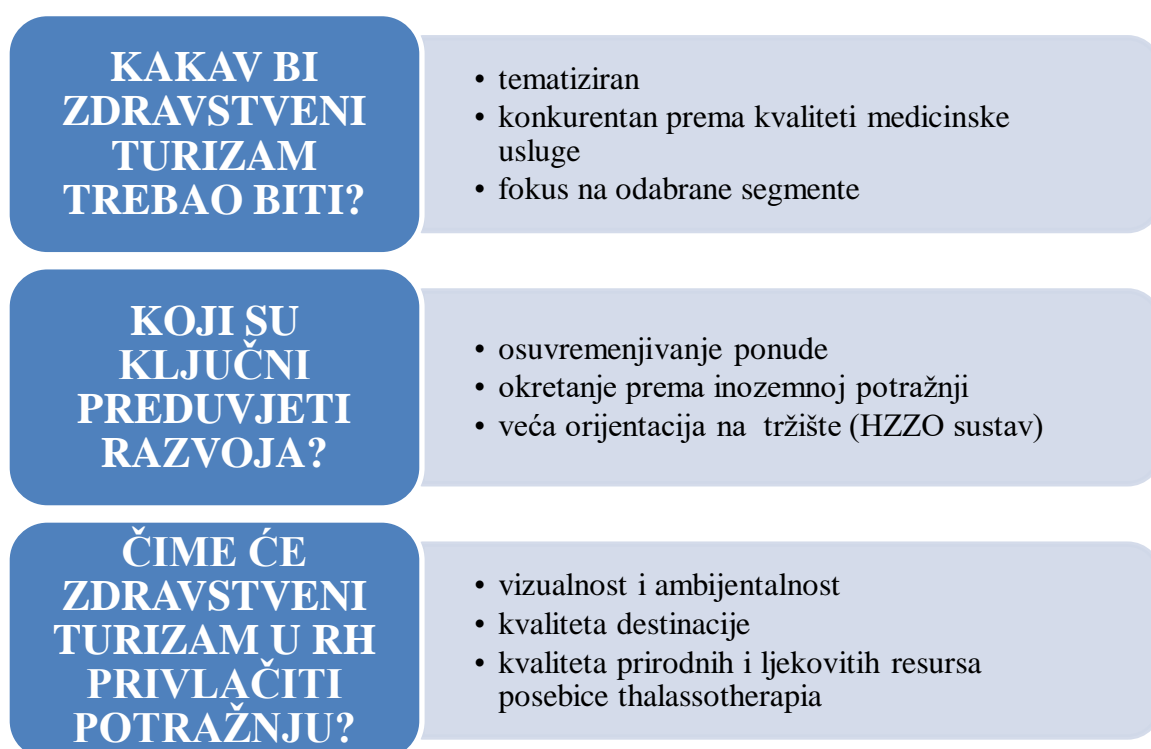 KAKAV BI
ZDRAVSTVENI
TURIZAM
TREBAO BITI?
• tematiziran
• konkurentan prema kvaliteti medicinske
usluge
• fokus na odabrane segmente
KOJI SU
KLJUČNI
PREDUVJETI
RAZVOJA?
• osuvremenjivanje ponude
• okretanje prema inozemnoj potražnji
• veća orijentacija na tržište (HZZO sustav)
ČIME ĆE
ZDRAVSTVENI
TURIZAM U RH
PRIVLAČITI
POTRAŽNJU?
• vizualnost i ambijentalnost
• kvaliteta destinacije
• kvaliteta prirodnih i ljekovitih resursa
posebice thalassotherapia